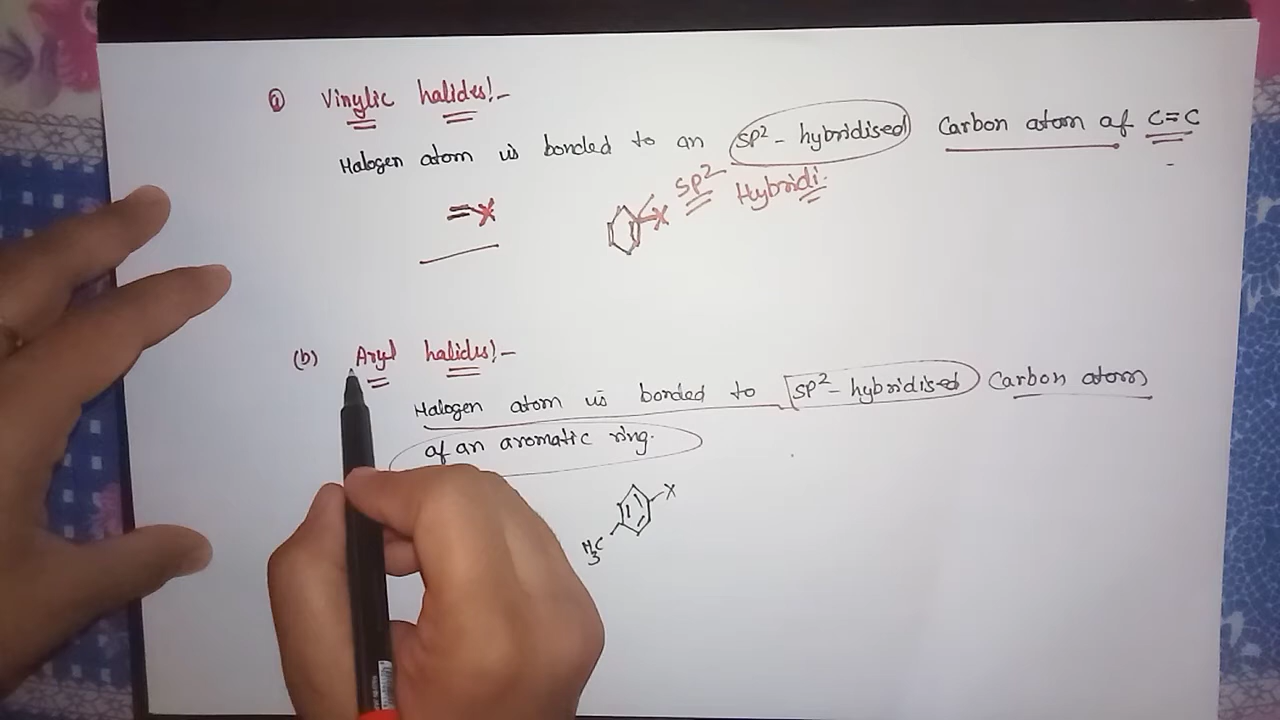 (a) Vinylic halides!-
Halogen atom is bonded to an SP²- hybridised Carbon atom of C=C
=X
X SP² Hybridi.
(b) Aryl halides!-
Halogen atom is bonded to SP²-hybridised Carbon atom
of an aromatic ring.
X
H₃C